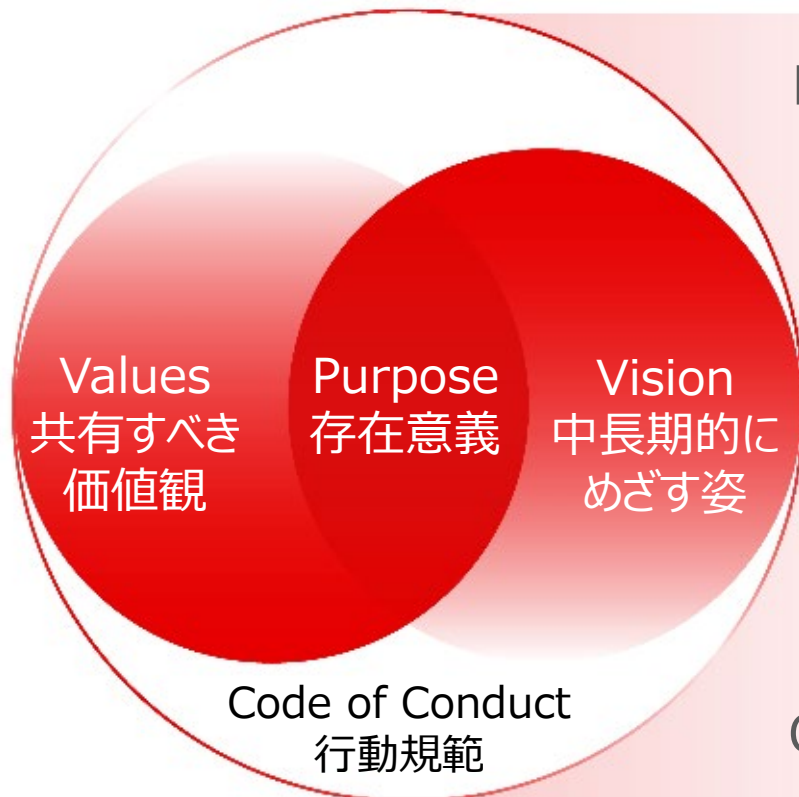 Values
共有すべき
価値観
Purpose
存在意義
Vision
中長期的に
めざす姿
Code of Conduct
行動規範